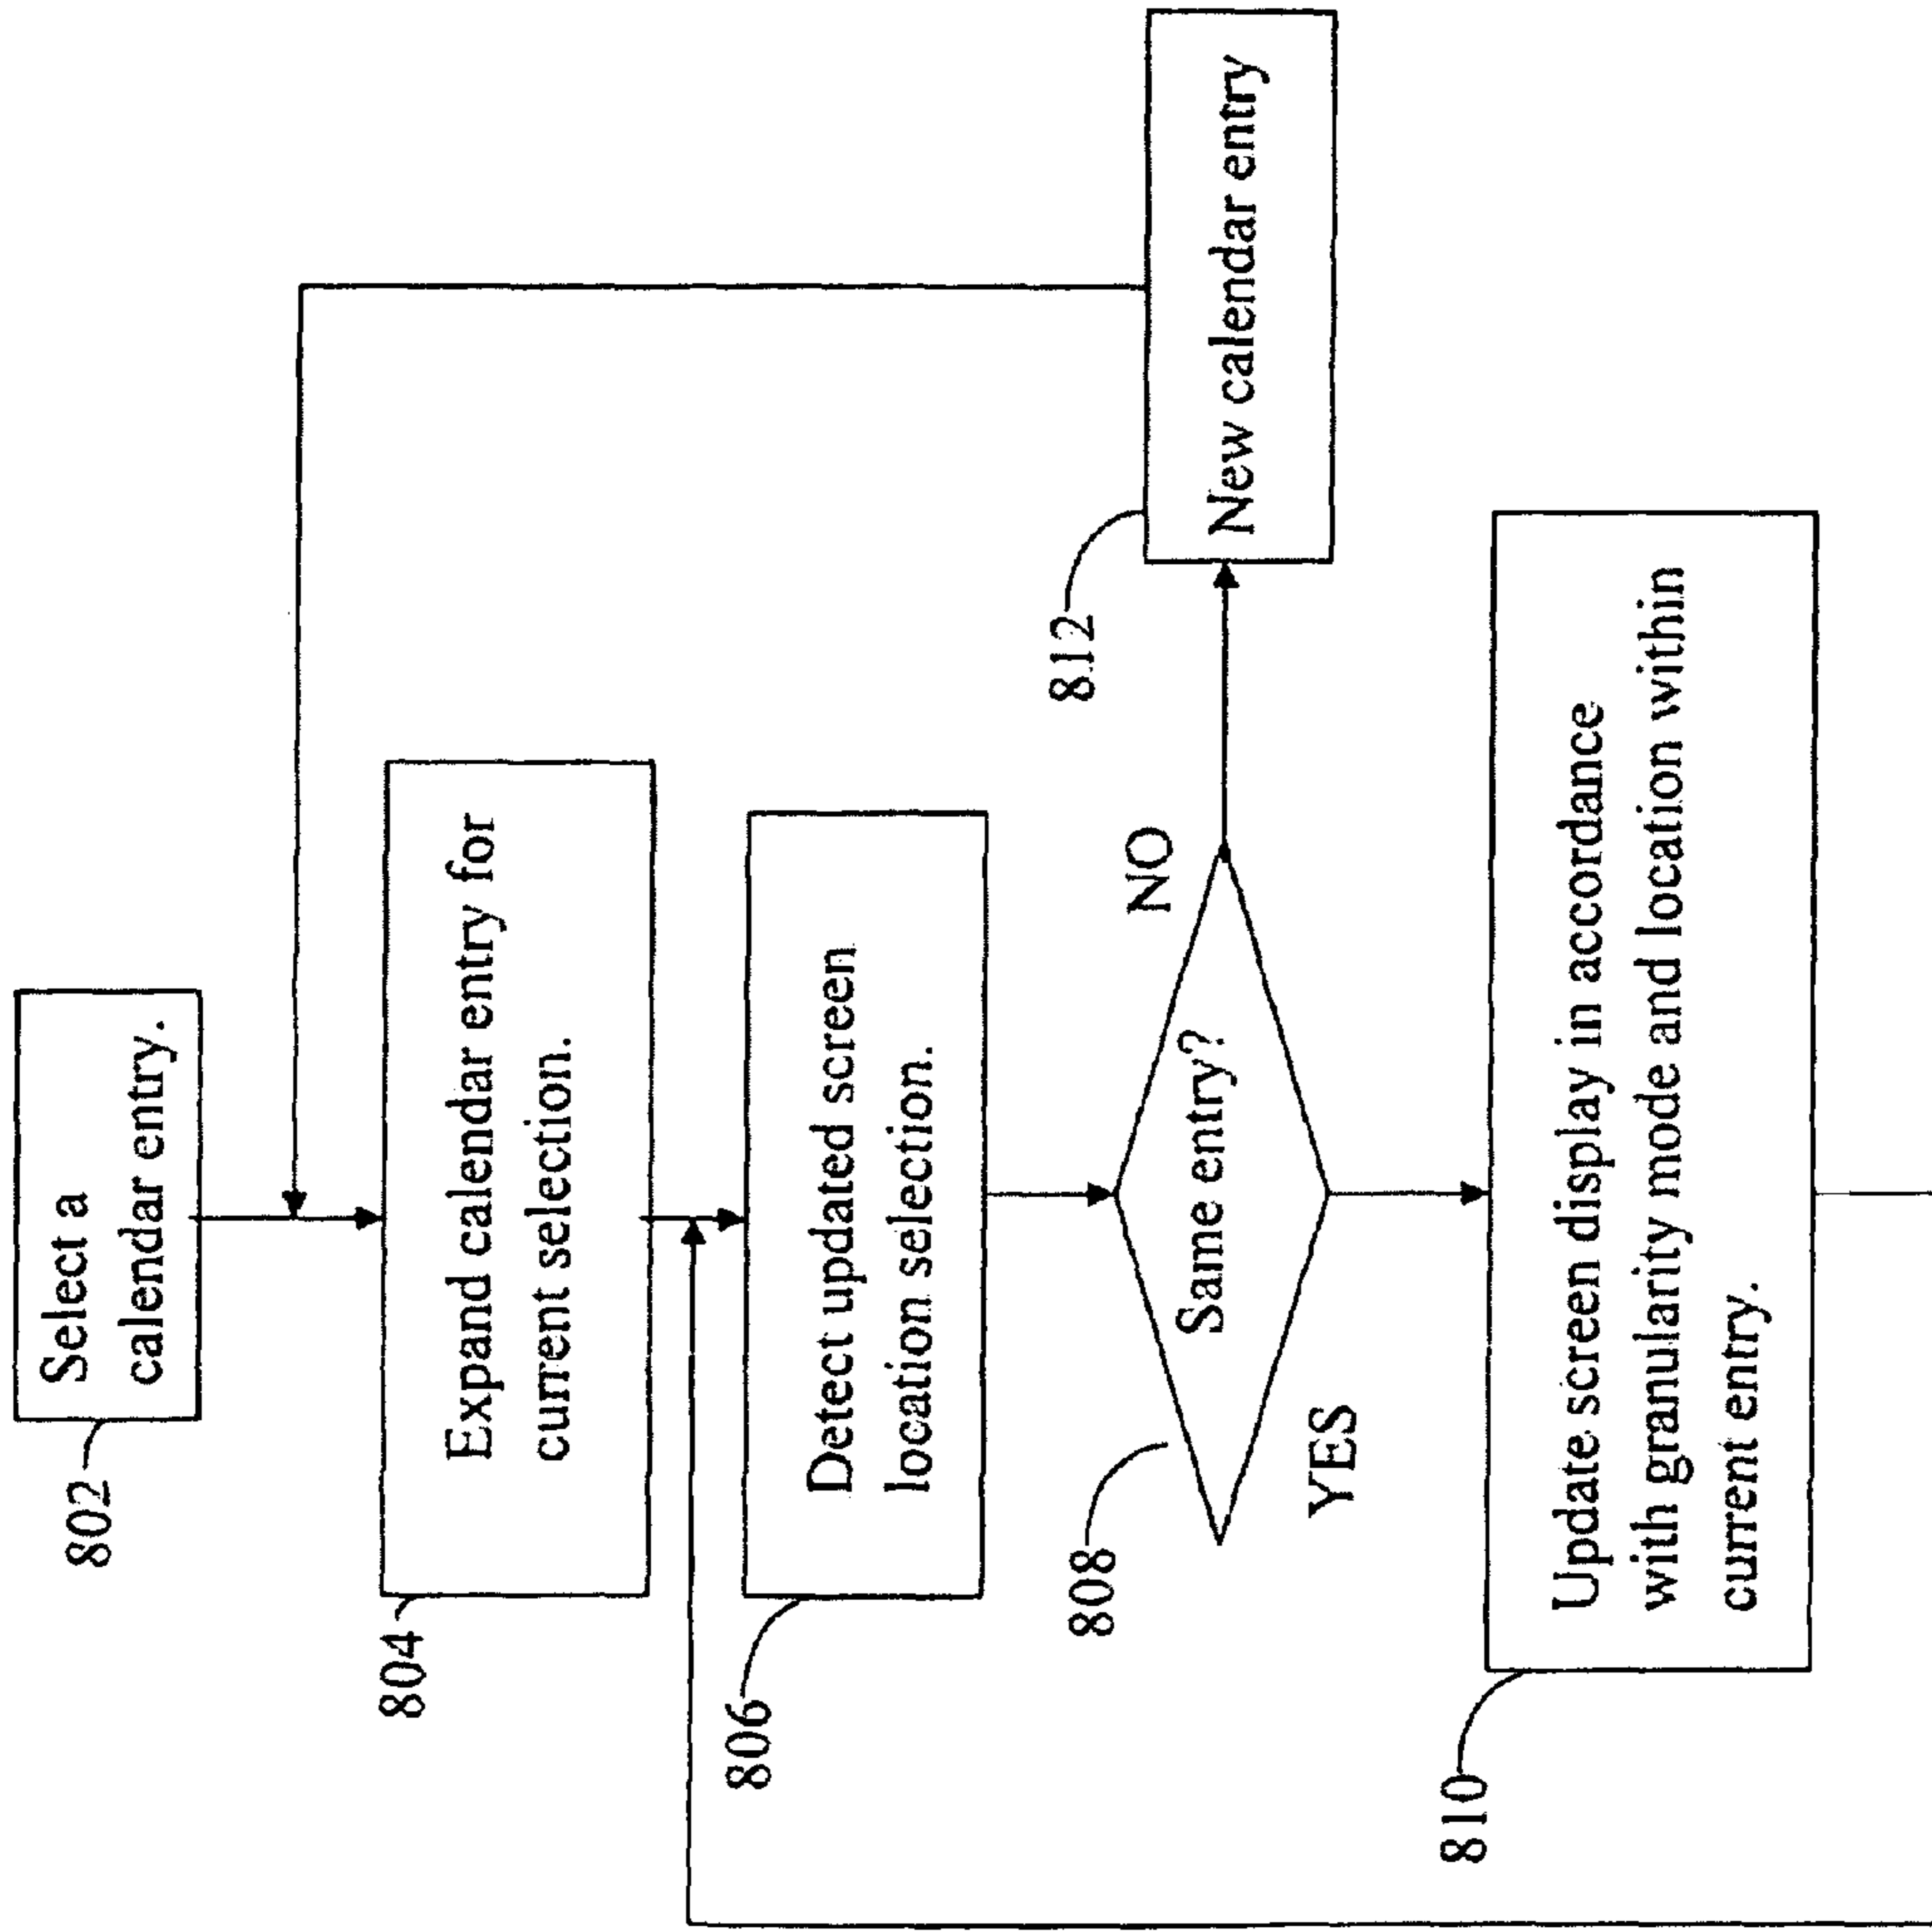 802
Select a
calendar entry.
804
Expand calendar entry for
current selection.
806
Detect updated screen
location selection.
808
Same entry?
NO
812
New calendar entry
YES
810
Update screen display in accordance
with granularity mode and location within
current entry.